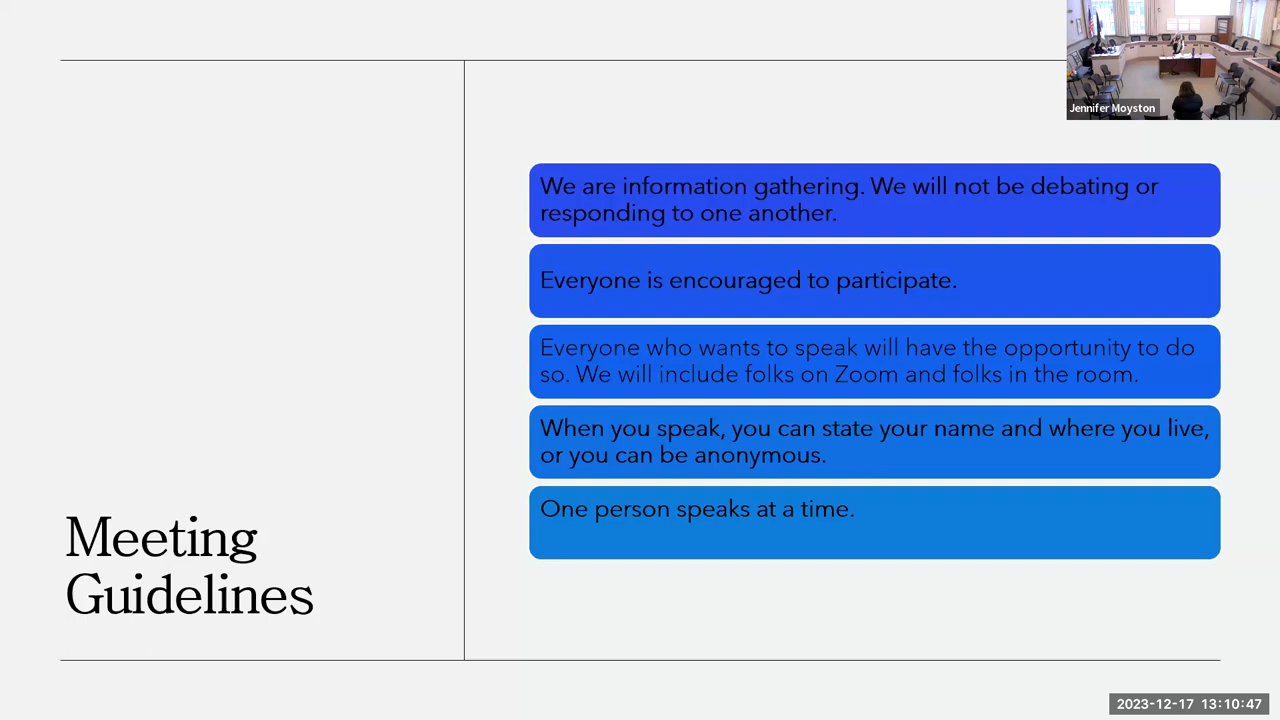 Jennifer Moyston
We are information gathering. We will not be debating or
responding to one another.
Everyone is encouraged to participate.
Everyone who wants to speak will have the opportunity to do
so. We will include folks on Zoom and folks in the room.
When you speak, you can state your name and where you live,
or you can be anonymous.
One person speaks at a time.
Meeting
Guidelines
2023-12-17 13:10:47